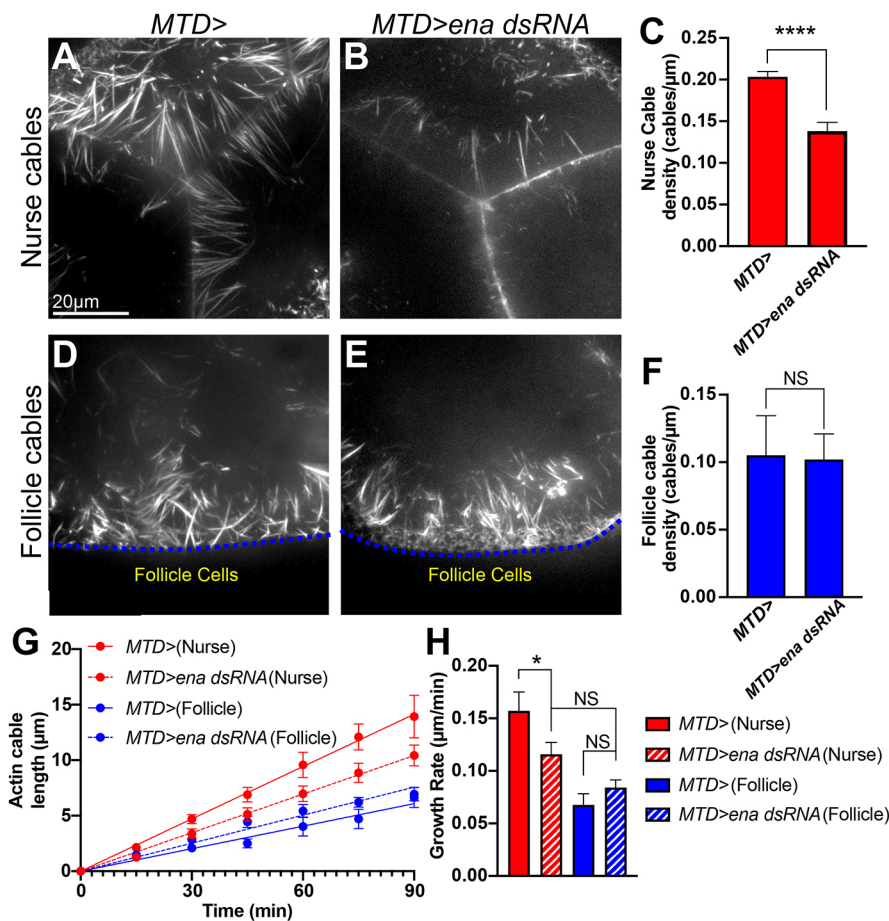 MTD>
MTD>ena dsRNA
Nurse cables
A
20μm
B
C
****
Nurse Cable
density (cables/μm)
0.25
0.20
0.15
0.10
0.05
0.00
MTD>
MTD>ena dsRNA
Follicle cables
D
Follicle Cells
E
Follicle Cells
F
NS
Follicle cable
density (cables/μm)
0.15
0.10
0.05
0.00
MTD>
MTD>ena dsRNA
G
Actin cable
length (μm)
20
15
10
5
0
MTD>(Nurse)
MTD>ena dsRNA(Nurse)
MTD>(Follicle)
MTD>ena dsRNA(Follicle)
0 30 60 90
Time (min)
H
Growth Rate (μm/min)
0.20
0.15
0.10
0.05
0.00
*
NS
NS
MTD>(Nurse)
MTD>ena dsRNA(Nurse)
MTD>(Follicle)
MTD>ena dsRNA(Follicle)